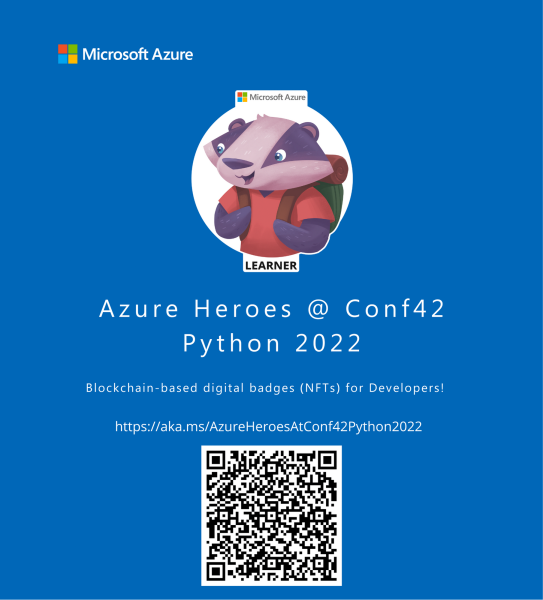 Microsoft Azure
Microsoft Azure
LEARNER
Azure Heroes @ Conf42
Python 2022
Blockchain-based digital badges (NFTs) for Developers!
https://aka.ms/AzureHeroesAtConf42Python2022